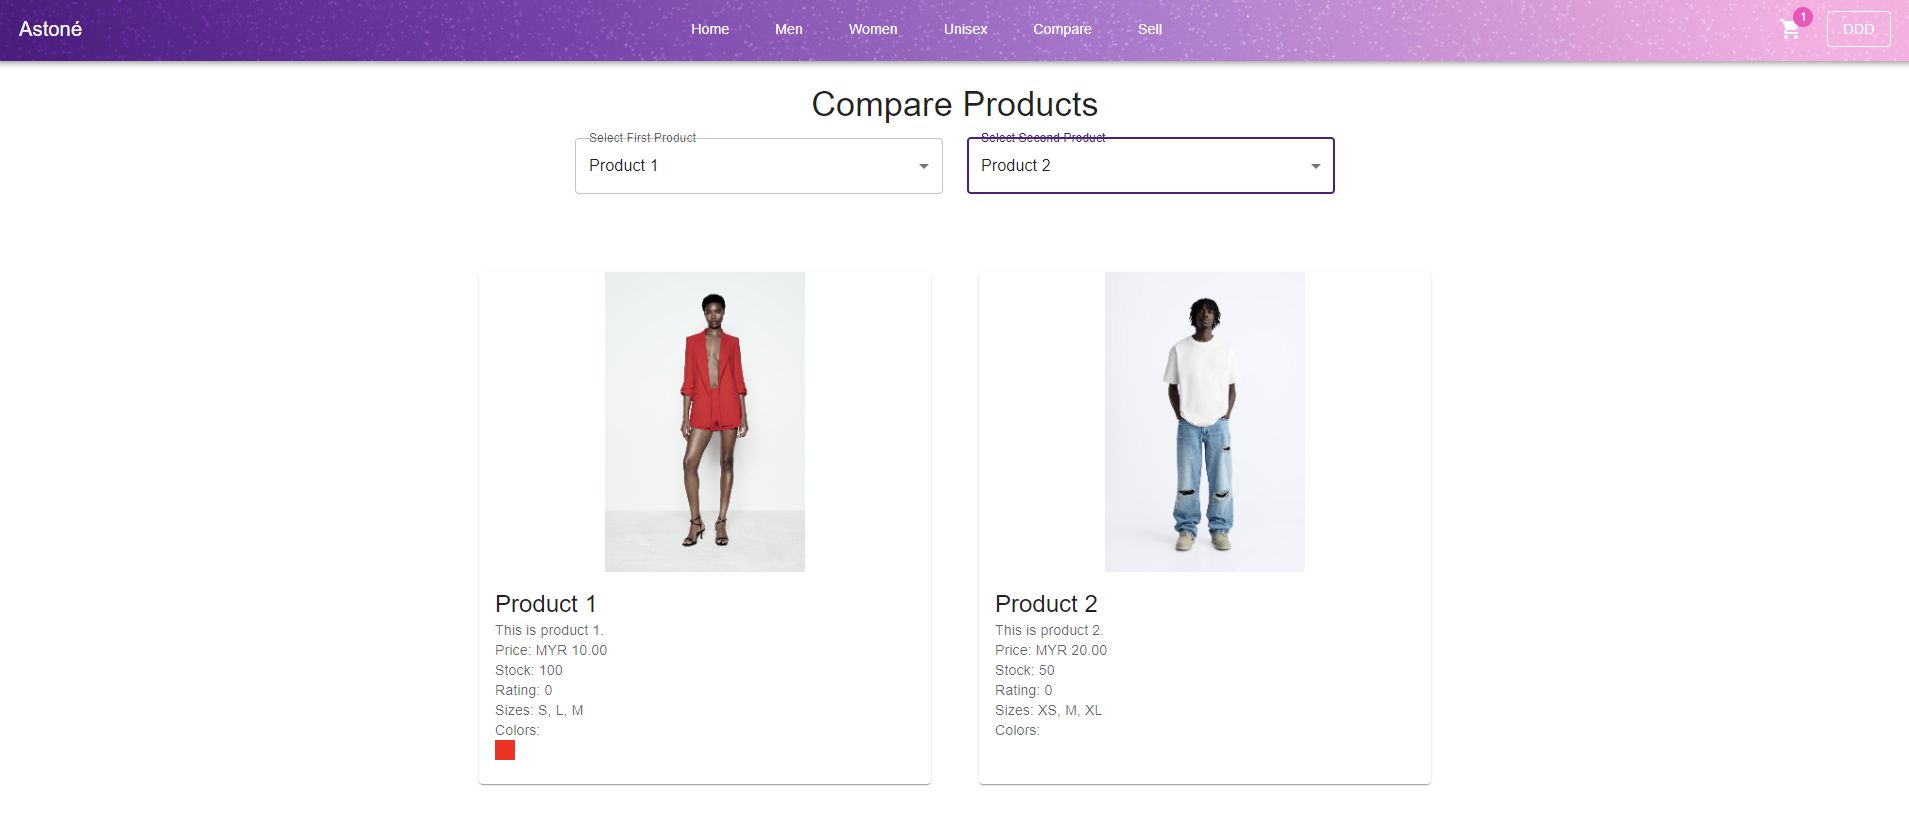 Astoné
Home Men Women Unisex Compare Sell
1
DDD
Compare Products
Select First Product
Product 1
Select Second Product
Product 2
Product 1
This is product 1.
Price: MYR 10.00
Stock: 100
Rating: 0
Sizes: S, L, M
Colors:
Product 2
This is product 2.
Price: MYR 20.00
Stock: 50
Rating: 0
Sizes: XS, M, XL
Colors: